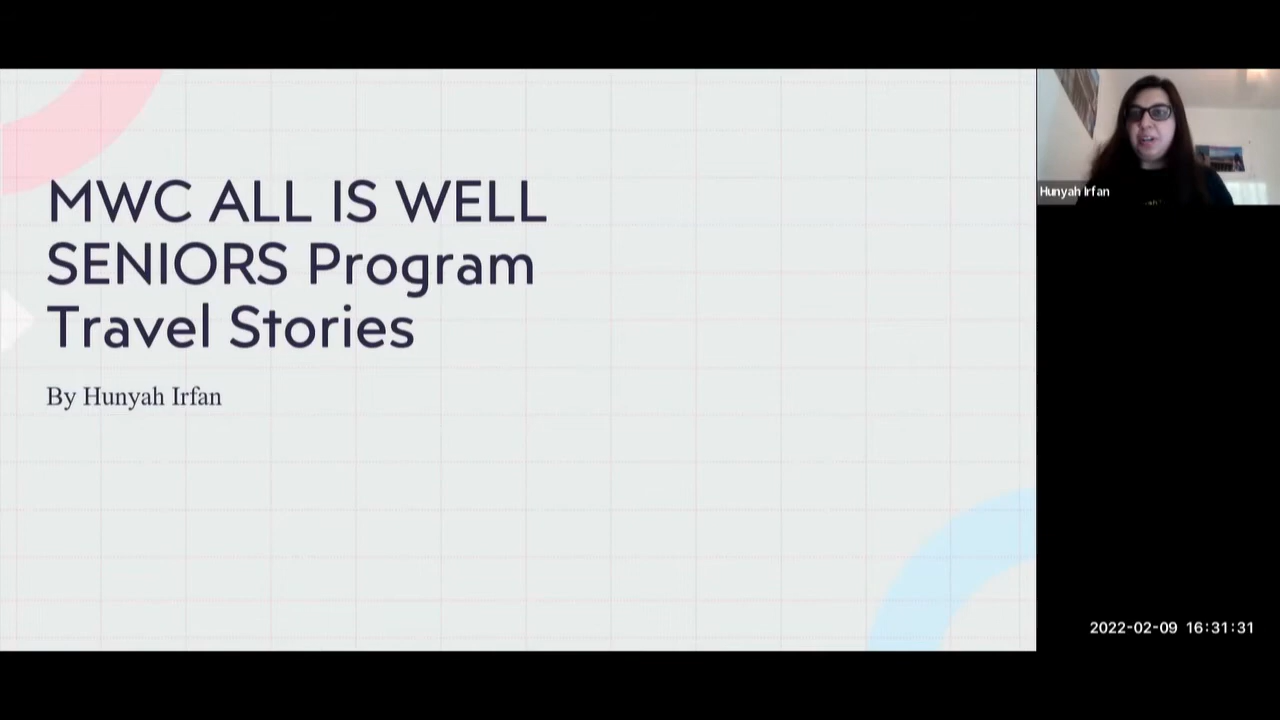 MWC ALL IS WELL
SENIORS Program
Travel Stories
By Hunyah Irfan
Hunyah Irfan
2022-02-09 16:31:31